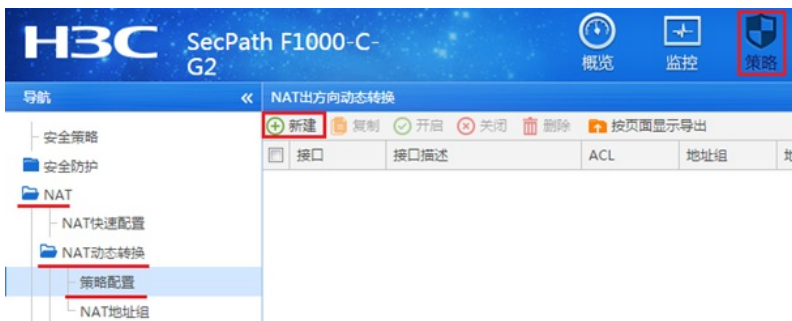 H3C SecPath F1000-C-G2
概览
监控
策略
导航 «
NAT出方向动态转换
安全策略
安全防护
NAT
NAT快速配置
NAT动态转换
策略配置
NAT地址组
新建 复制 开启 关闭 删除 按页面显示导出
接口 接口描述 ACL 地址组